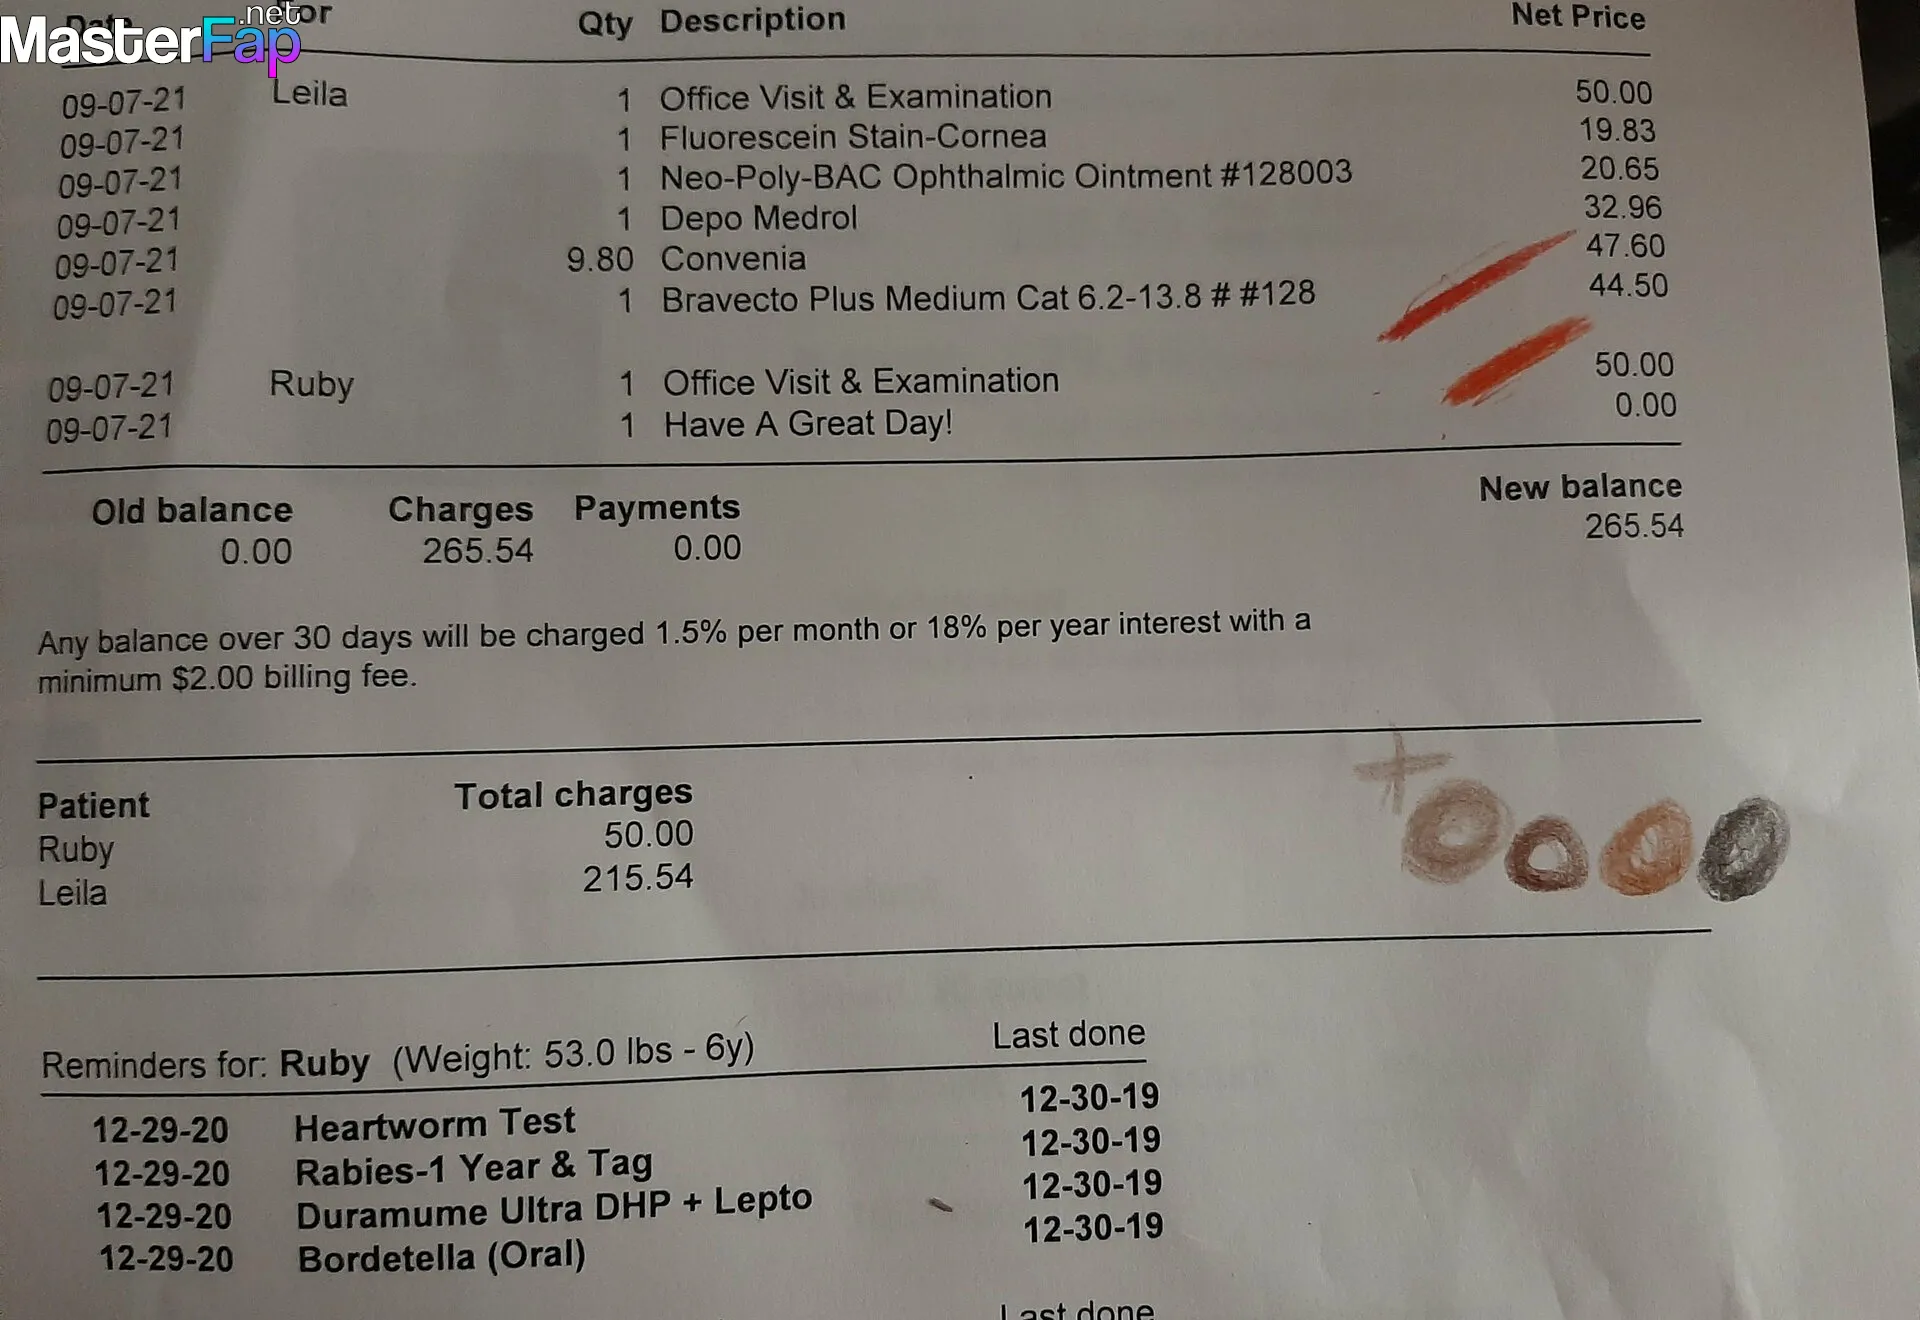 MasterFap
.net
Date
Qty Description Net Price
09-07-21 Leila 1 Office Visit & Examination 50.00
09-07-21 1 Fluorescein Stain-Cornea 19.83
09-07-21 1 Neo-Poly-BAC Ophthalmic Ointment #128003 20.65
09-07-21 1 Depo Medrol 32.96
09-07-21 9.80 Convenia 47.60
09-07-21 1 Bravecto Plus Medium Cat 6.2-13.8 # #128 44.50
09-07-21 Ruby 1 Office Visit & Examination 50.00
09-07-21 1 Have A Great Day! 0.00
Old balance Charges Payments New balance
0.00 265.54 0.00 265.54
Any balance over 30 days will be charged 1.5% per month or 18% per year interest with a
minimum $2.00 billing fee.
Patient Total charges
Ruby 50.00
Leila 215.54
Reminders for: Ruby (Weight: 53.0 lbs - 6y) Last done
12-29-20 Heartworm Test 12-30-19
12-29-20 Rabies-1 Year & Tag 12-30-19
12-29-20 Duramume Ultra DHP + Lepto 12-30-19
12-29-20 Bordetella (Oral) 12-30-19
Last done